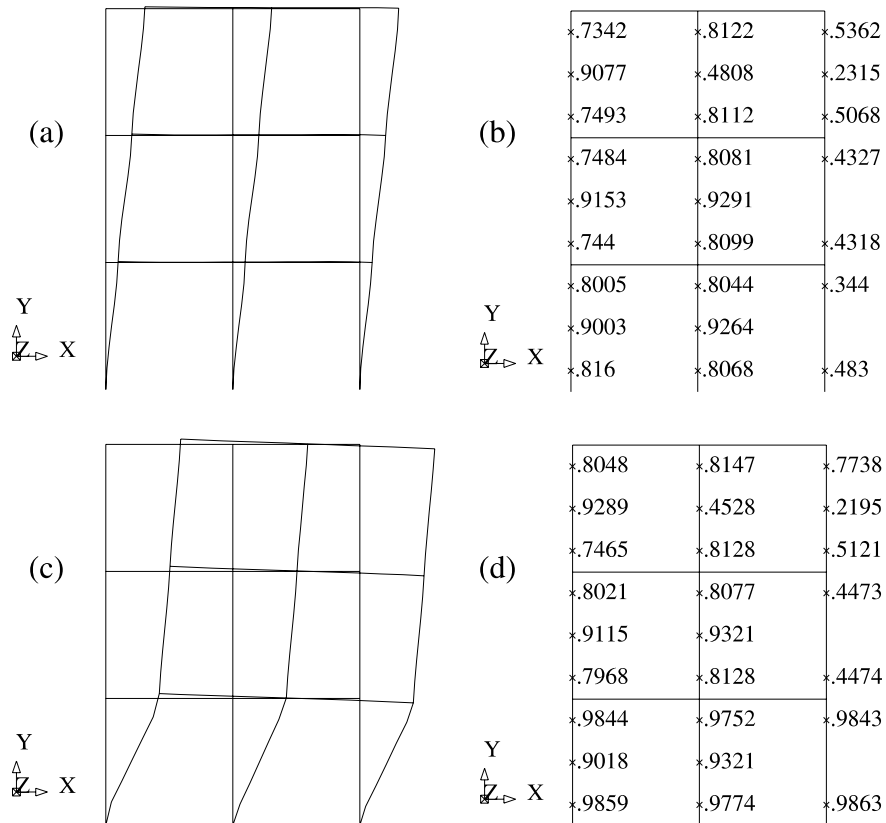 (a)
Y
Z X
(b)
.7342 .8122 .5362
.9077 .4808 .2315
.7493 .8112 .5068
.7484 .8081 .4327
.9153 .9291
.744 .8099 .4318
.8005 .8044 .344
.9003 .9264
.816 .8068 .483
Y
Z X
(c)
Y
Z X
(d)
.8048 .8147 .7738
.9289 .4528 .2195
.7465 .8128 .5121
.8021 .8077 .4473
.9115 .9321
.7968 .8128 .4474
.9844 .9752 .9843
.9018 .9321
.9859 .9774 .9863
Y
Z X